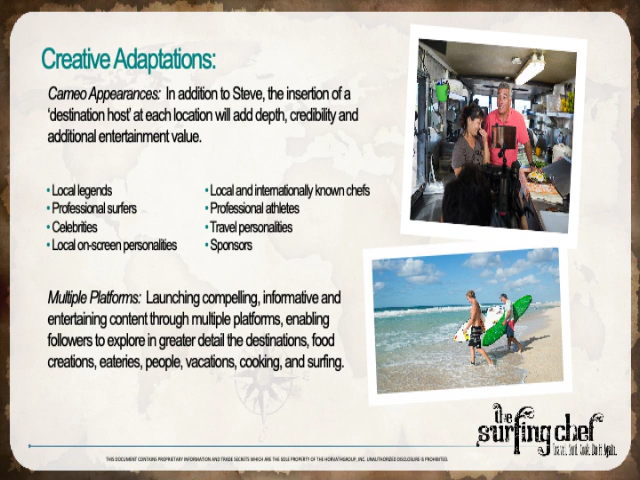 Creative Adaptations:
Cameo Appearances: In addition to Steve, the insertion of a
'destination host' at each location will add depth, credibility and
additional entertainment value.
• Local legends
• Professional surfers
• Celebrities
• Local on-screen personalities
• Local and internationally known chefs
• Professional athletes
• Travel personalities
• Sponsors
Multiple Platforms: Launching compelling, informative and
entertaining content through multiple platforms, enabling
followers to explore in greater detail the destinations, food
creations, eateries, people, vacations, cooking, and surfing.
the
surfing chef
THIS DOCUMENT CONTAINS PROPRIETARY INFORMATION AND TRADE SECRETS WHICH ARE THE SOLE PROPERTY OF THE HORVATHGROUP, INC. UNAUTHORIZED DISCLOSURE IS PROHIBITED.